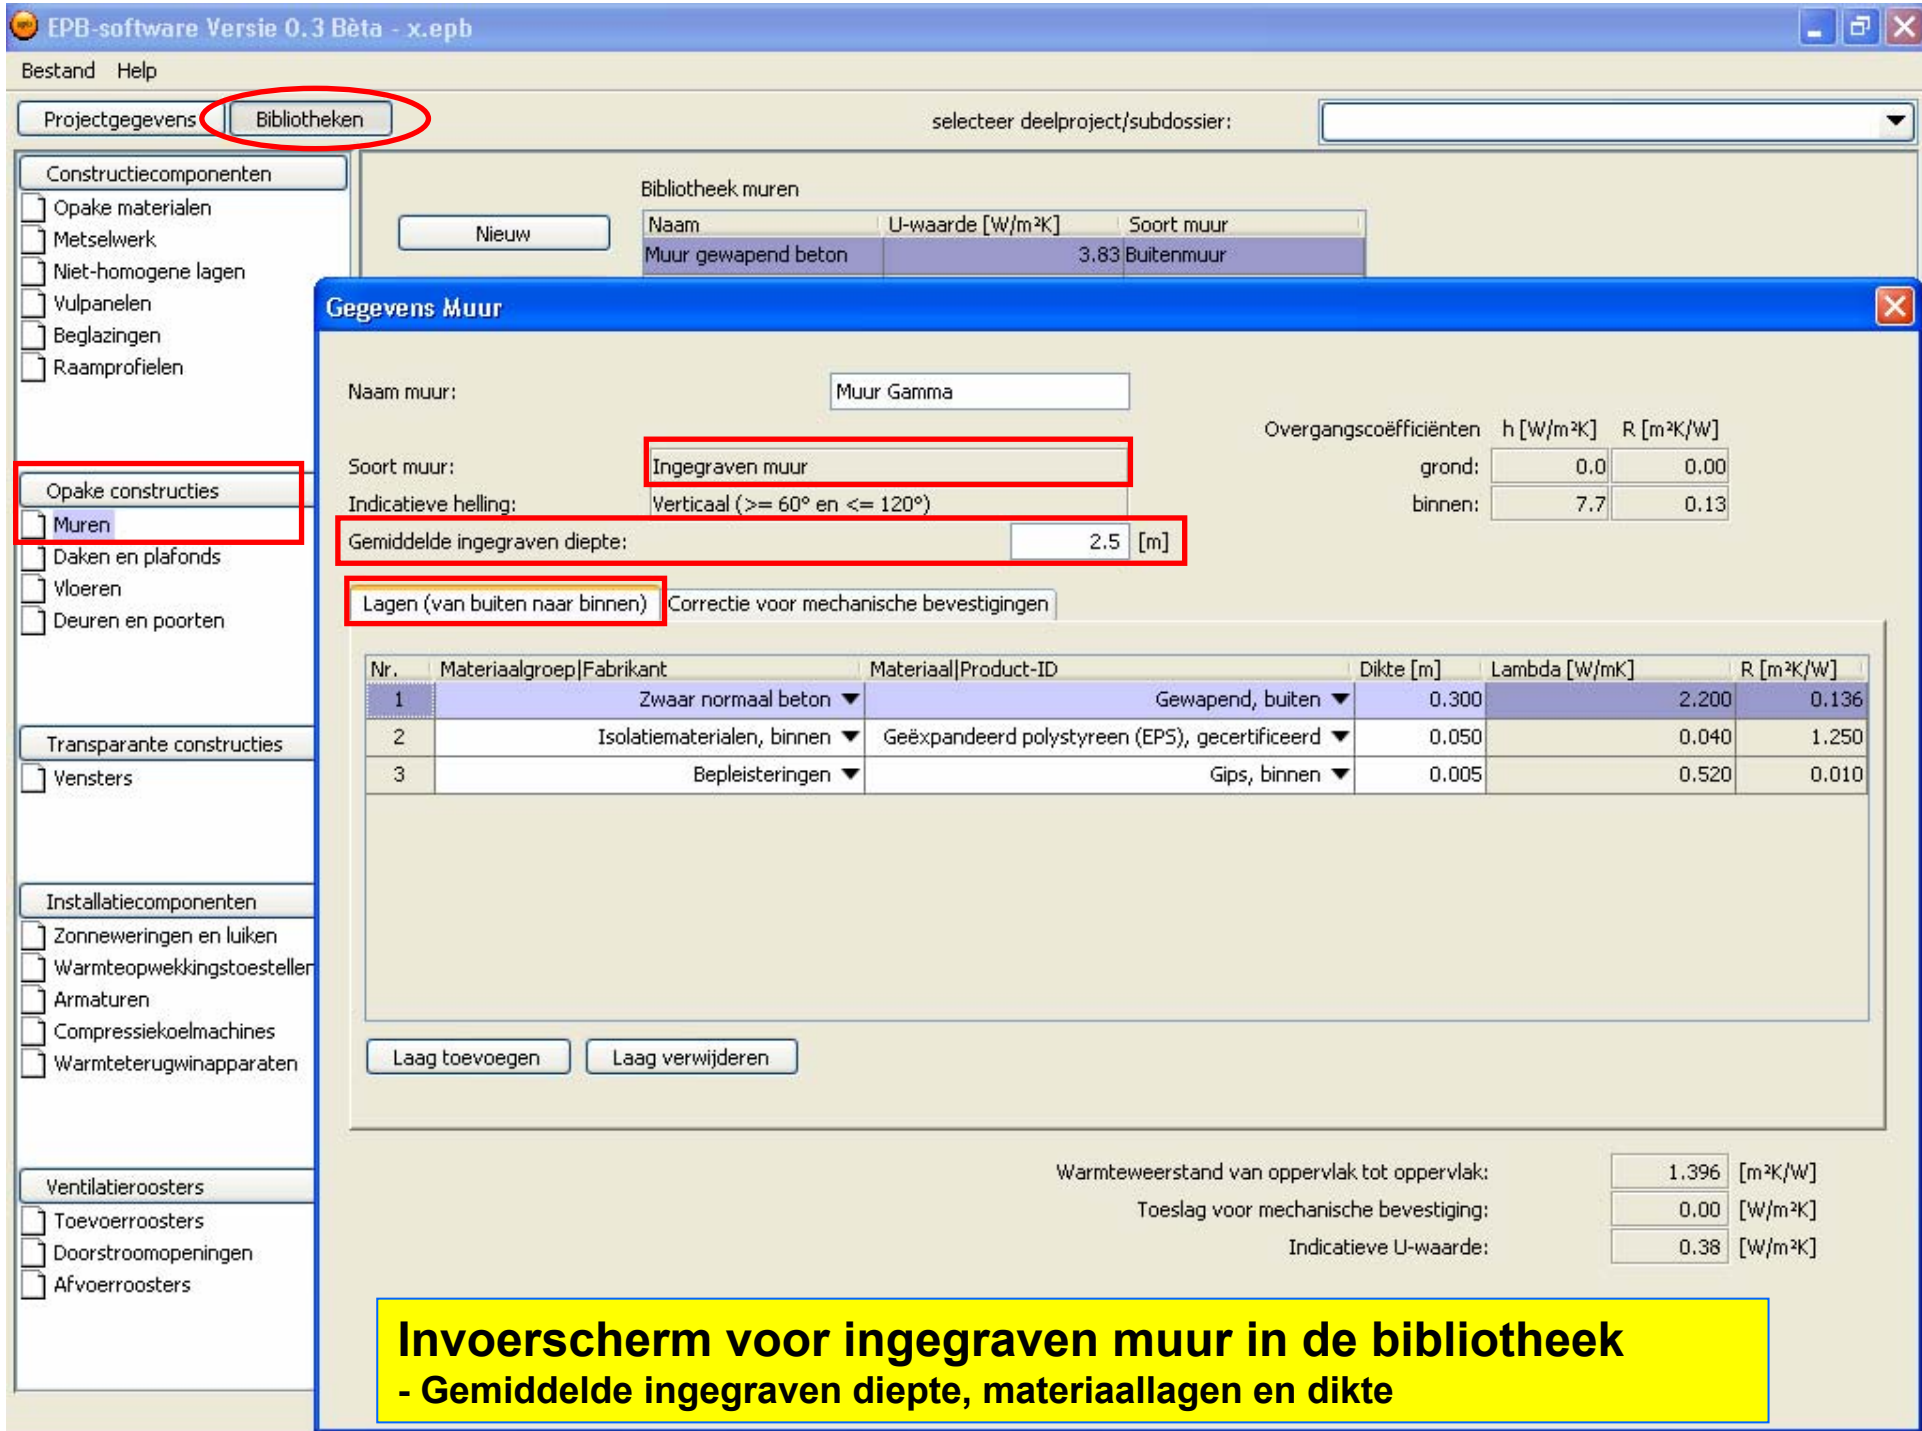 EPB-software Versie 0.3 Bèta - x.epb
Bestand Help
Projectgegevens Bibliotheken selecteer deelproject/subdossier:
Constructiecomponenten
Opake materialen
Metselwerk
Niet-homogene lagen
Vulpanelen
Beglazingen
Raamprofielen
Opake constructies
Muren
Daken en plafonds
Vloeren
Deuren en poorten
Transparante constructies
Vensters
Installatiecomponenten
Zonneweringen en luiken
Warmteopwekkingstoestellen
Armaturen
Compressiekoelmachines
Warmteterugwinapparaten
Ventilatieroosters
Toevoerroosters
Doorstroomopeningen
Afvoerroosters
Bibliotheek muren
Nieuw
Naam U-waarde [W/m²K] Soort muur
Muur gewapend beton 3.83 Buitenmuur
Gegevens Muur
Naam muur: Muur Gamma
Overgangscoëfficiënten h [W/m²K] R [m²K/W]
Soort muur: Ingegraven muur grond: 0.0 0.00
Indicatieve helling: Verticaal (>= 60° en <= 120°) binnen: 7.7 0.13
Gemiddelde ingegraven diepte: 2.5 [m]
Lagen (van buiten naar binnen) Correctie voor mechanische bevestigingen
Nr. Materiaalgroep|Fabrikant Materiaal|Product-ID Dikte [m] Lambda [W/mK] R [m²K/W]
1 Zwaar normaal beton Gewapend, buiten 0.300 2.200 0.136
2 Isolatiematerialen, binnen Geëxpandeerd polystyreen (EPS), gecertificeerd 0.050 0.040 1.250
3 Bepleisteringen Gips, binnen 0.005 0.520 0.010
Laag toevoegen Laag verwijderen
Warmteweerstand van oppervlak tot oppervlak: 1.396 [m²K/W]
Toeslag voor mechanische bevestiging: 0.00 [W/m²K]
Indicatieve U-waarde: 0.38 [W/m²K]
Invoerscherm voor ingegraven muur in de bibliotheek
- Gemiddelde ingegraven diepte, materiaallagen en dikte